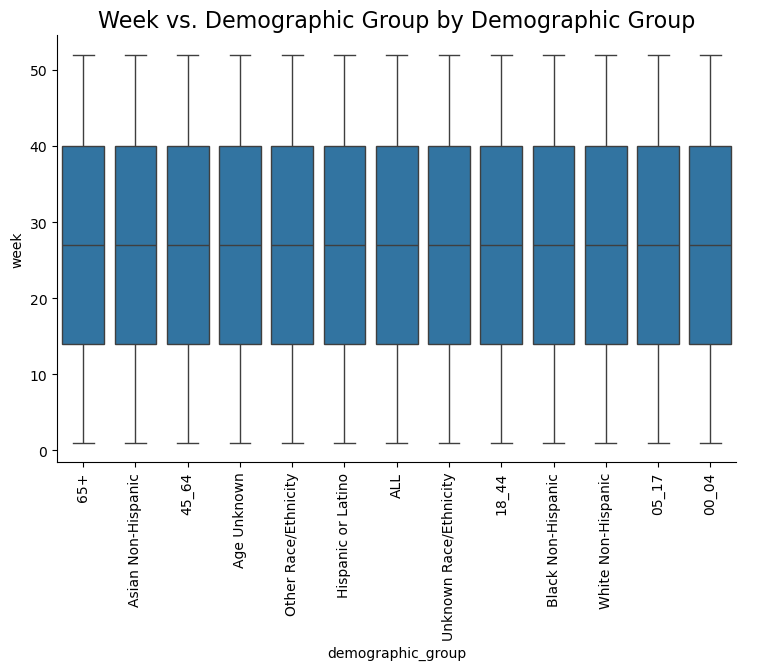 Week vs. Demographic Group by Demographic Group
week
50
40
30
20
10
0
65+
Asian Non-Hispanic
45_64
Age Unknown
Other Race/Ethnicity
Hispanic or Latino
ALL
Unknown Race/Ethnicity
18_44
Black Non-Hispanic
White Non-Hispanic
05_17
00_04
demographic_group